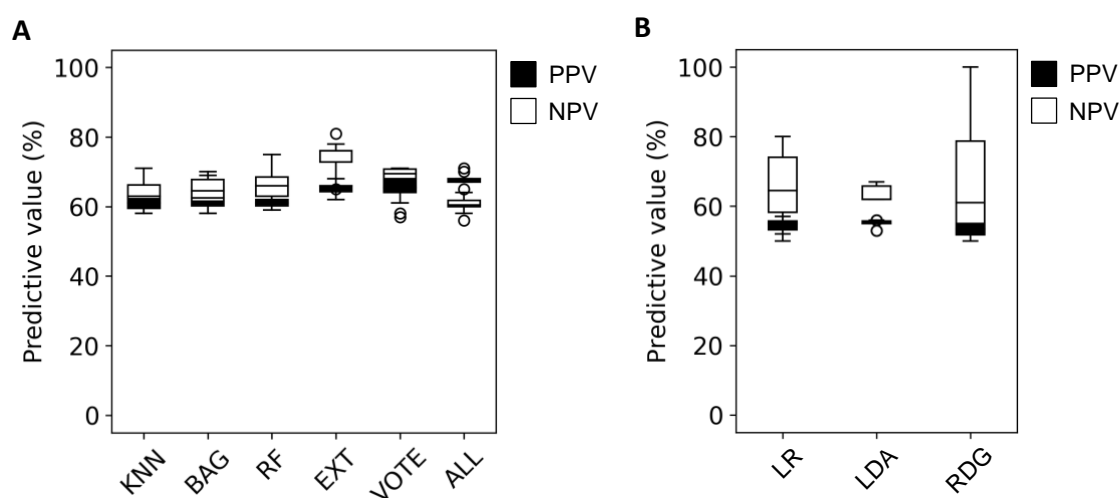 A
Predictive value (%)
100
80
60
40
20
0
KNN
BAG
RF
EXT
VOTE
ALL
PPV
NPV
B
Predictive value (%)
100
80
60
40
20
0
LR
LDA
RDG
PPV
NPV